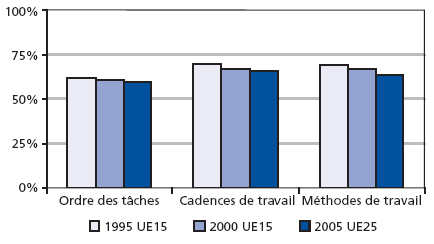 100%
75%
50%
25%
0%
Ordre des tâches Cadences de travail Méthodes de travail
1995 UE15 2000 UE15 2005 UE25